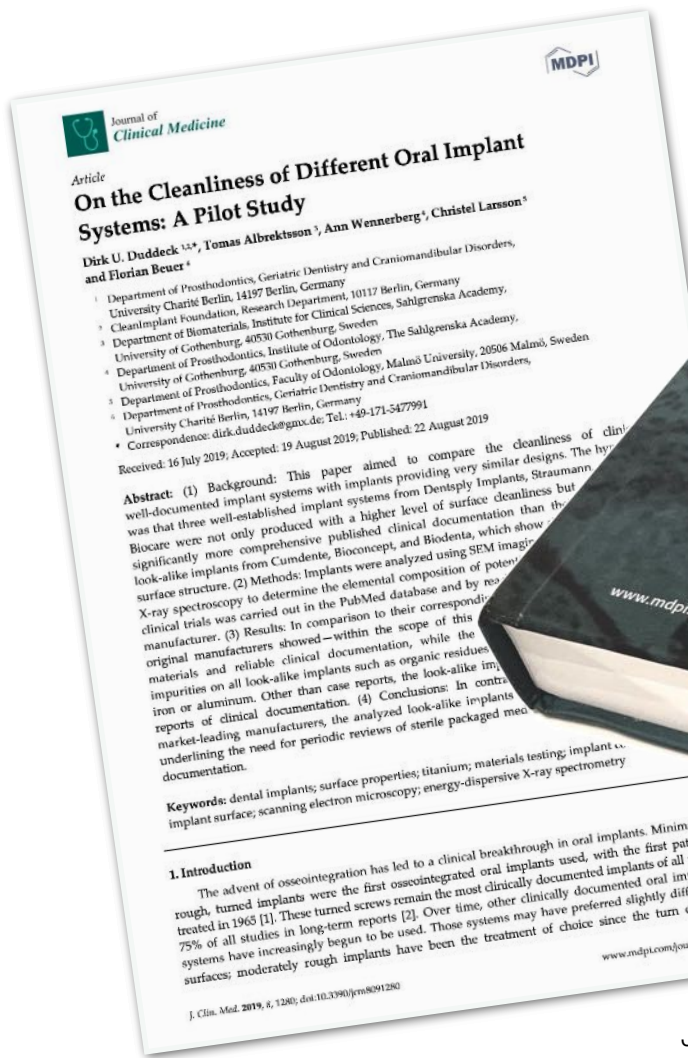 MDPI
Journal of
Clinical Medicine
Article
On the Cleanliness of Different Oral Implant
Systems: A Pilot Study
Dirk U. Duddeck 1,2,*, Tomas Albrektsson 3, Ann Wennerberg 4, Christel Larsson 5
and Florian Beuer 6
1 Department of Prosthodontics, Geriatric Dentistry and Craniomandibular Disorders,
University Charité Berlin, 14197 Berlin, Germany
2 CleanImplant Foundation, Research Department, 10117 Berlin, Germany
3 Department of Biomaterials, Institute for Clinical Sciences, Sahlgrenska Academy,
University of Gothenburg, 40530 Gothenburg, Sweden
4 Department of Prosthodontics, Institute of Odontology, The Sahlgrenska Academy,
University of Gothenburg, 40530 Gothenburg, Sweden
5 Department of Prosthodontics, Faculty of Odontology, Malmö University, 20506 Malmö, Sweden
6 Department of Prosthodontics, Geriatric Dentistry and Craniomandibular Disorders,
University Charité Berlin, 14197 Berlin, Germany
* Correspondence: dirk.duddeck@gmx.de; Tel.: +49-171-5477991
Received: 16 July 2019; Accepted: 19 August 2019; Published: 22 August 2019
Abstract: (1) Background: This paper aimed to compare the cleanliness of
well-documented implant systems with implants providing very similar designs. The
was that three well-established implant systems from Dentsply Implants, Straumann
Biocare were not only produced with a higher level of surface cleanliness but
significantly more comprehensive published clinical documentation than
look-alike implants from Cumdente, Bioconcept, and Biodenta, which show
surface structure. (2) Methods: Implants were analyzed using SEM
X-ray spectroscopy to determine the elemental composition of
clinical trials was carried out in the PubMed database and by
manufacturer. (3) Results: In comparison to their
original manufacturers showed—within the scope of this
materials and reliable clinical documentation, while the
impurities on all look-alike implants such as organic residues
iron or aluminum. Other than case reports, the look-alike
reports of clinical documentation. (4) Conclusions: In
market-leading manufacturers, the analyzed look-alike implants
underlining the need for periodic reviews of sterile packaged
documentation.
Keywords: dental implants; surface properties; titanium; materials testing; implant
implant surface; scanning electron microscopy; energy-dispersive X-ray spectrometry
1. Introduction
The advent of osseointegration has led to a clinical breakthrough in oral implants.
rough, turned implants were the first osseointegrated oral implants used, with the first
treated in 1965 [1]. These turned screws remain the most clinically documented implants of all
75% of all studies in long-term reports [2]. Over time, other clinically documented oral
systems have increasingly begun to be used. Those systems may have preferred slightly
surfaces; moderately rough implants have been the treatment of choice since the turn
J. Clin. Med. 2019, 8, 1280; doi:10.3390/jcm8091280